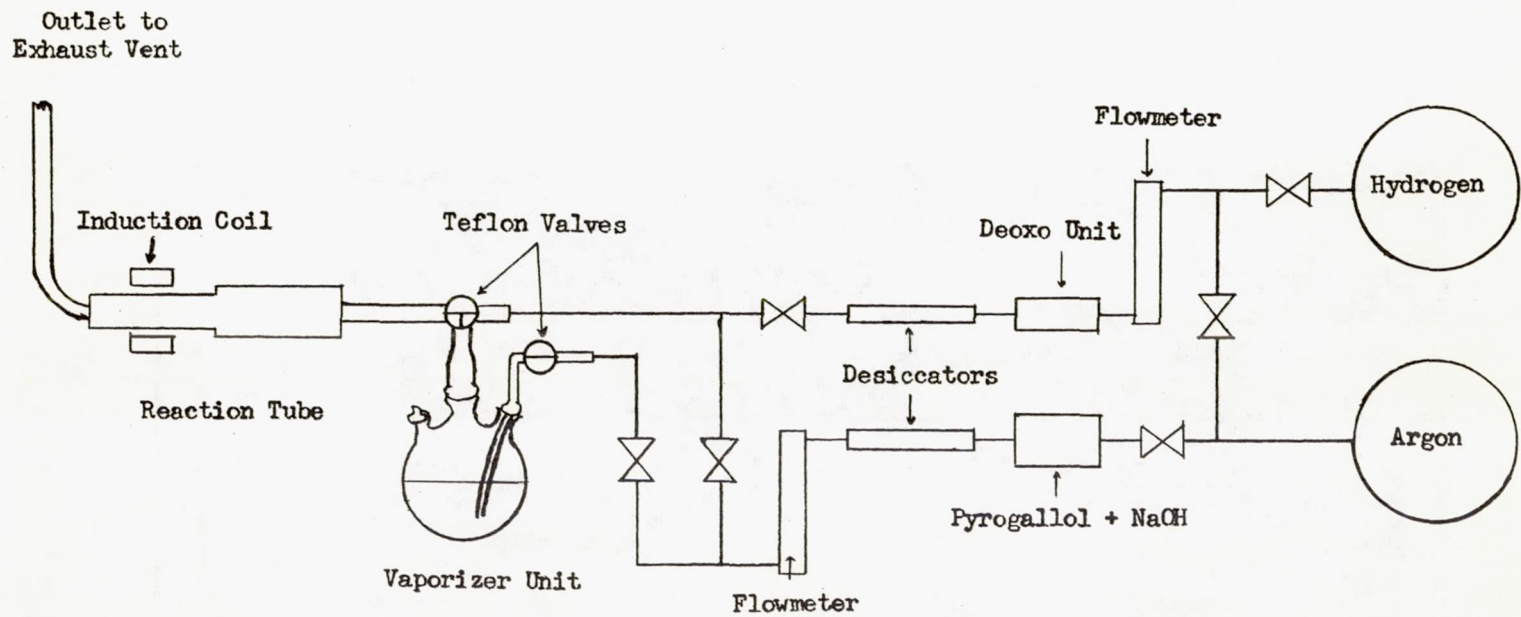 Outlet to
Exhaust Vent
Flowmeter
Hydrogen
Induction Coil
Teflon Valves
Deoxo Unit
Desiccators
Reaction Tube
Argon
Pyrogallol + NaOH
Vaporizer Unit
Flowmeter